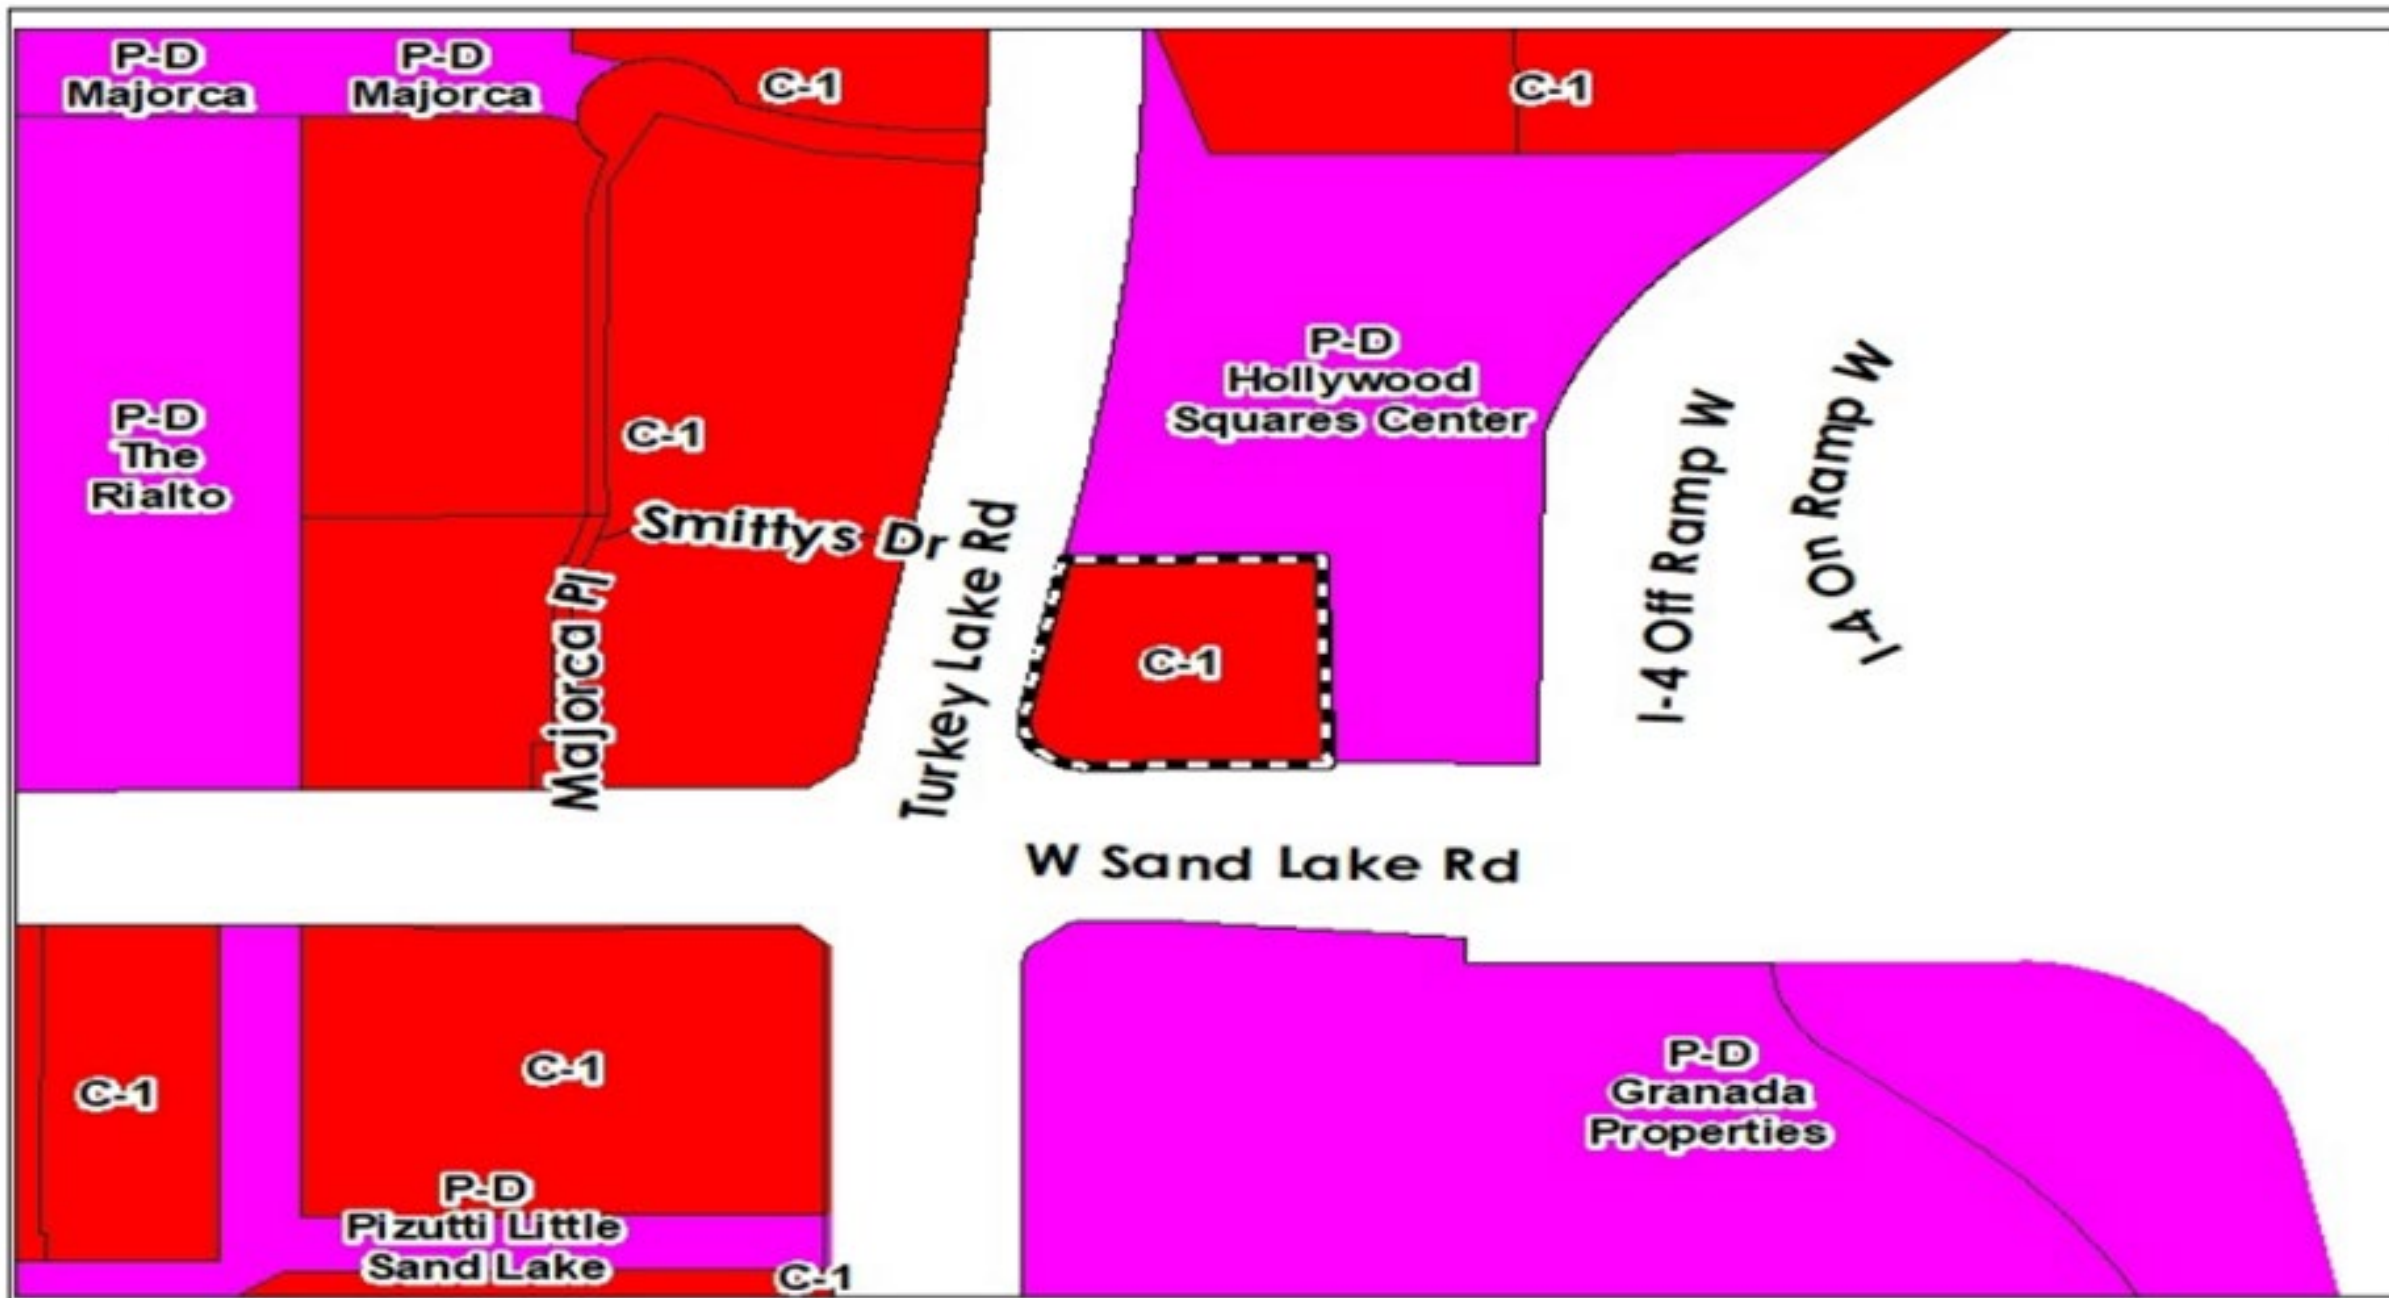 P-D
Majorca
P-D
Majorca
C-1
C-1
P-D
Hollywood
Squares Center
P-D
The
Rialto
C-1
Smittys Dr
Majorca Pl
Turkey Lake Rd
C-1
I-4 Off Ramp W
I-4 On Ramp W
W Sand Lake Rd
C-1
C-1
P-D
Granada
Properties
P-D
Pizutti Little
Sand Lake
C-1